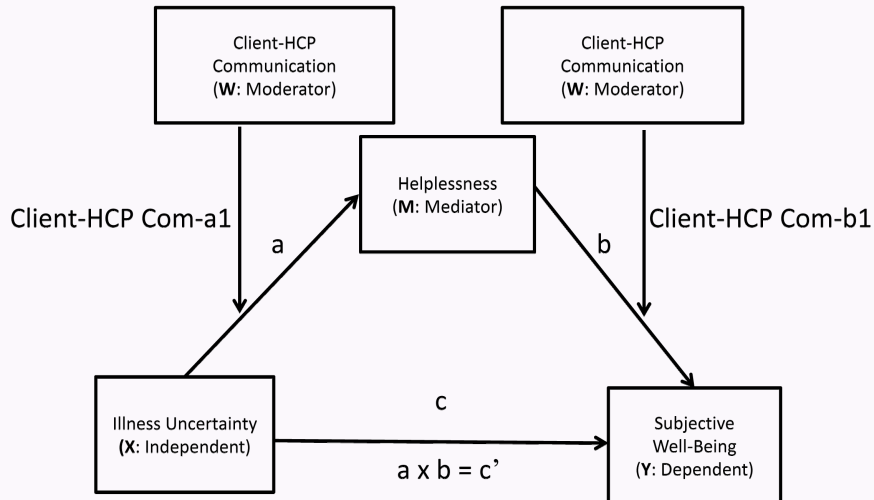 Client-HCP
Communication
(W: Moderator)
Client-HCP
Communication
(W: Moderator)
Helplessness
(M: Mediator)
Client-HCP Com-a1
Client-HCP Com-b1
a
b
Illness Uncertainty
(X: Independent)
c
a x b = c’
Subjective
Well-Being
(Y: Dependent)